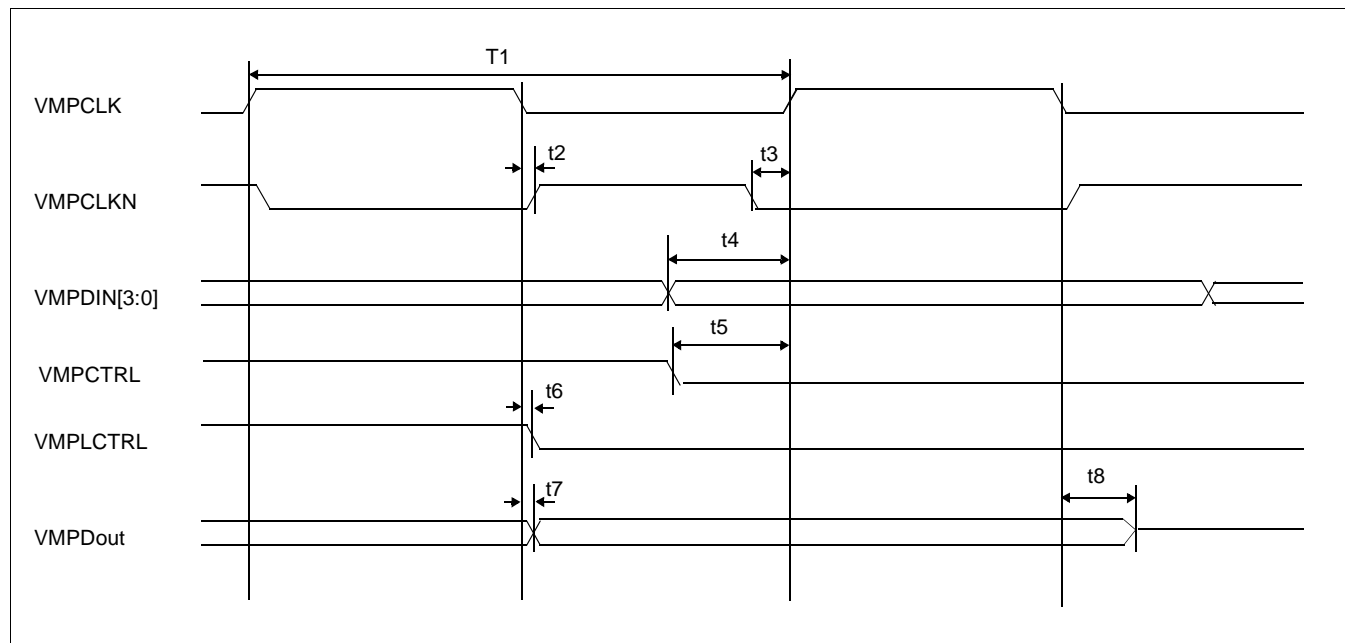 T1
VMPCLK
t2
t3
VMPCLKN
t4
VMPDIN[3:0]
t5
VMPCTRL
t6
VMPLCTRL
t7
t8
VMPDout